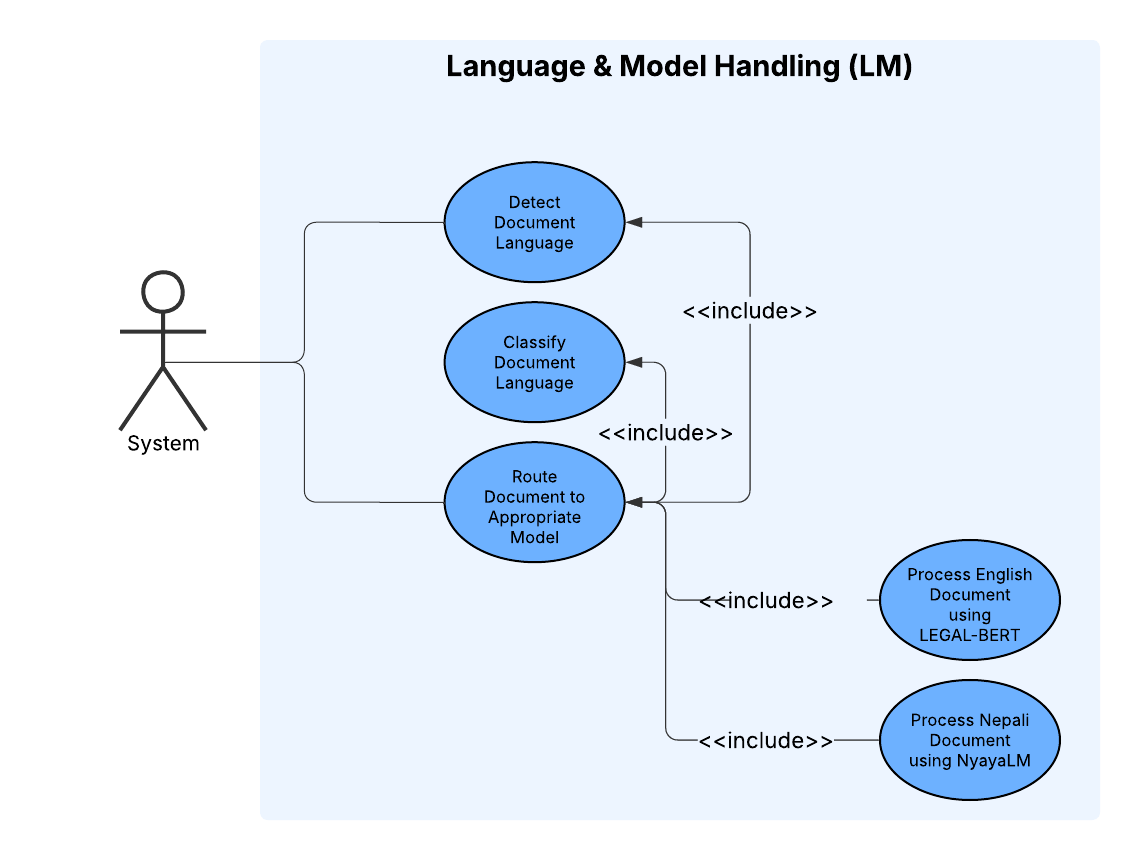 Language & Model Handling (LM)
Detect
Document
Language
<<include>>
Classify
Document
Language
<<include>>
System
Route
Document to
Appropriate
Model
Process English
Document
using
LEGAL-BERT
<<include>>
Process Nepali
Document
using NyayaLM
<<include>>